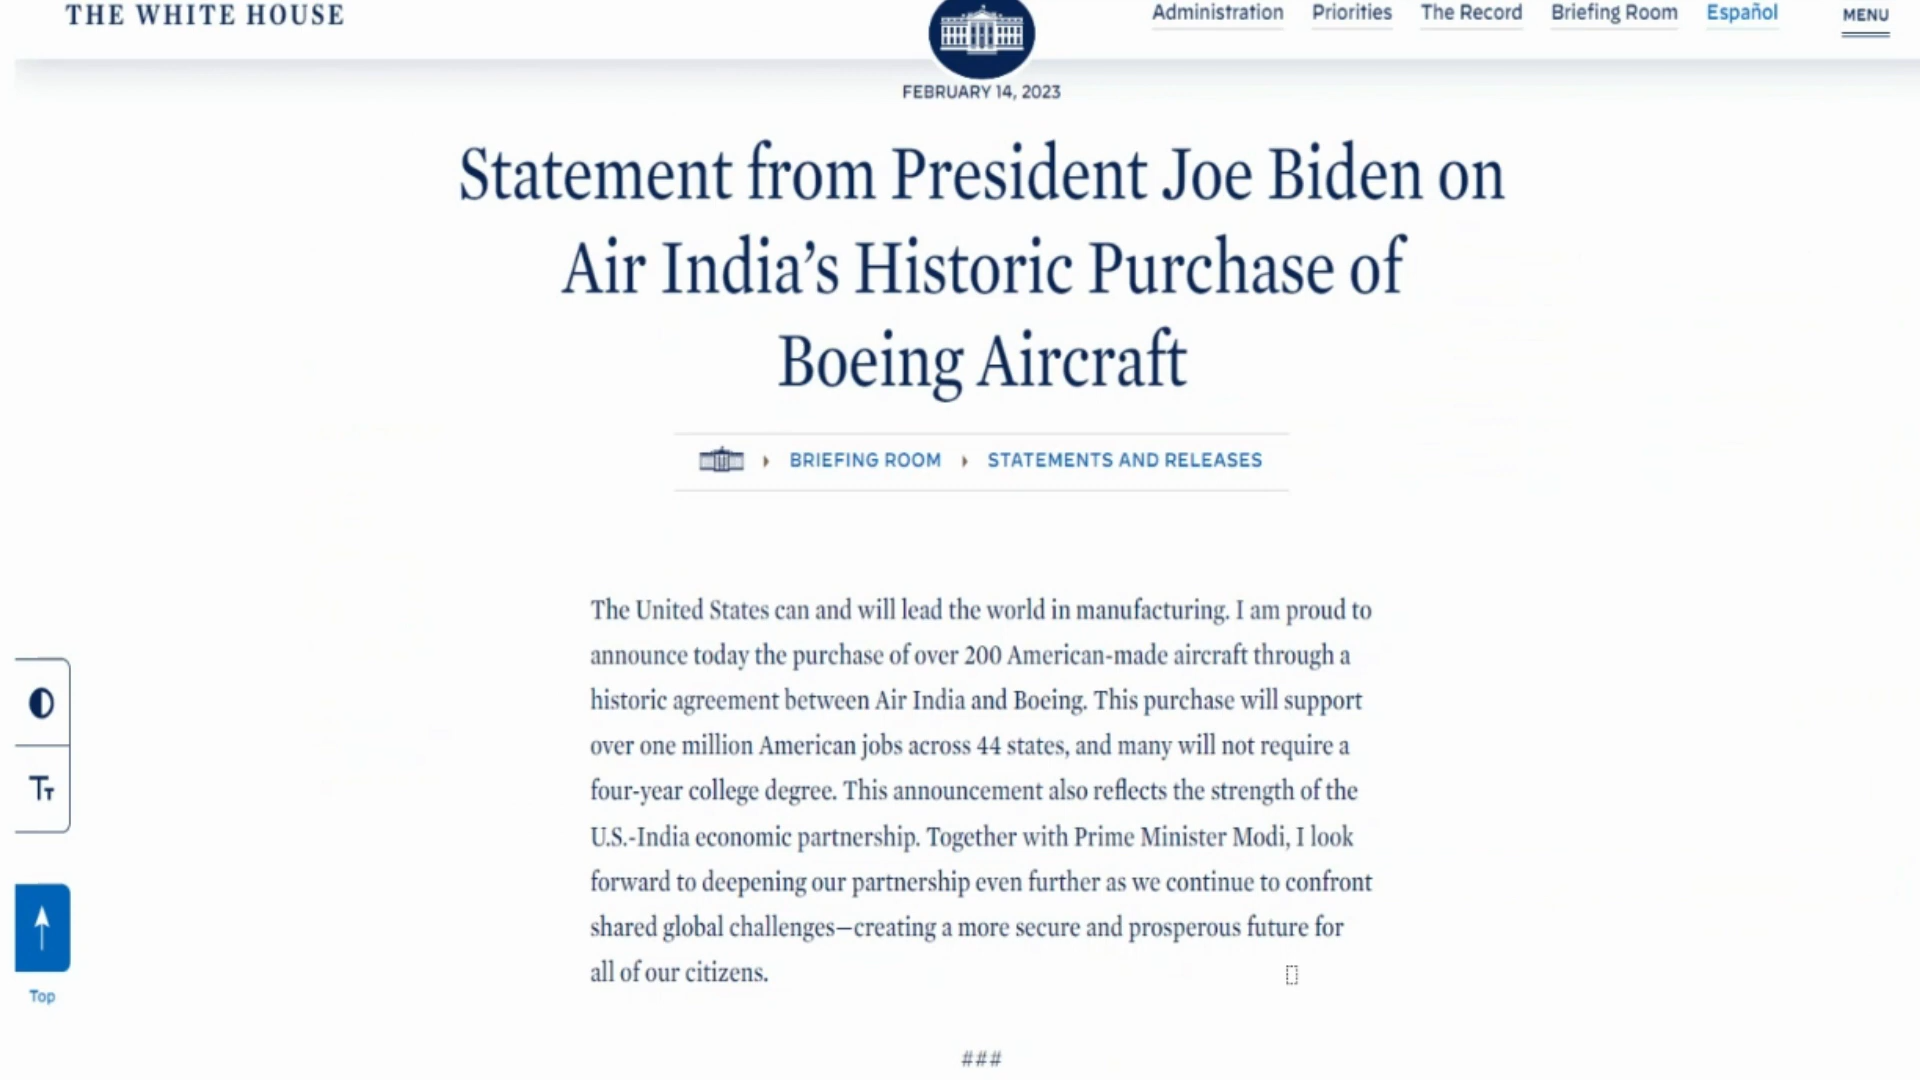 THE WHITE HOUSE
Administration Priorities The Record Briefing Room Español MENU
FEBRUARY 14, 2023
Statement from President Joe Biden on
Air India’s Historic Purchase of
Boeing Aircraft
BRIEFING ROOM STATEMENTS AND RELEASES
The United States can and will lead the world in manufacturing. I am proud to
announce today the purchase of over 200 American-made aircraft through a
historic agreement between Air India and Boeing. This purchase will support
over one million American jobs across 44 states, and many will not require a
four-year college degree. This announcement also reflects the strength of the
U.S.-India economic partnership. Together with Prime Minister Modi, I look
forward to deepening our partnership even further as we continue to confront
shared global challenges—creating a more secure and prosperous future for
all of our citizens.
Tт
Top
###